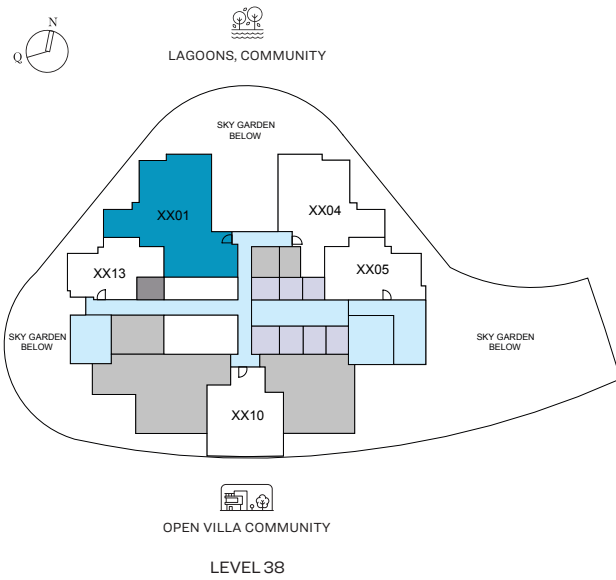 N
Q
LAGOONS, COMMUNITY
SKY GARDEN
BELOW
XX01
XX04
XX13
XX05
SKY GARDEN
BELOW
SKY GARDEN
BELOW
XX10
OPEN VILLA COMMUNITY
LEVEL 38